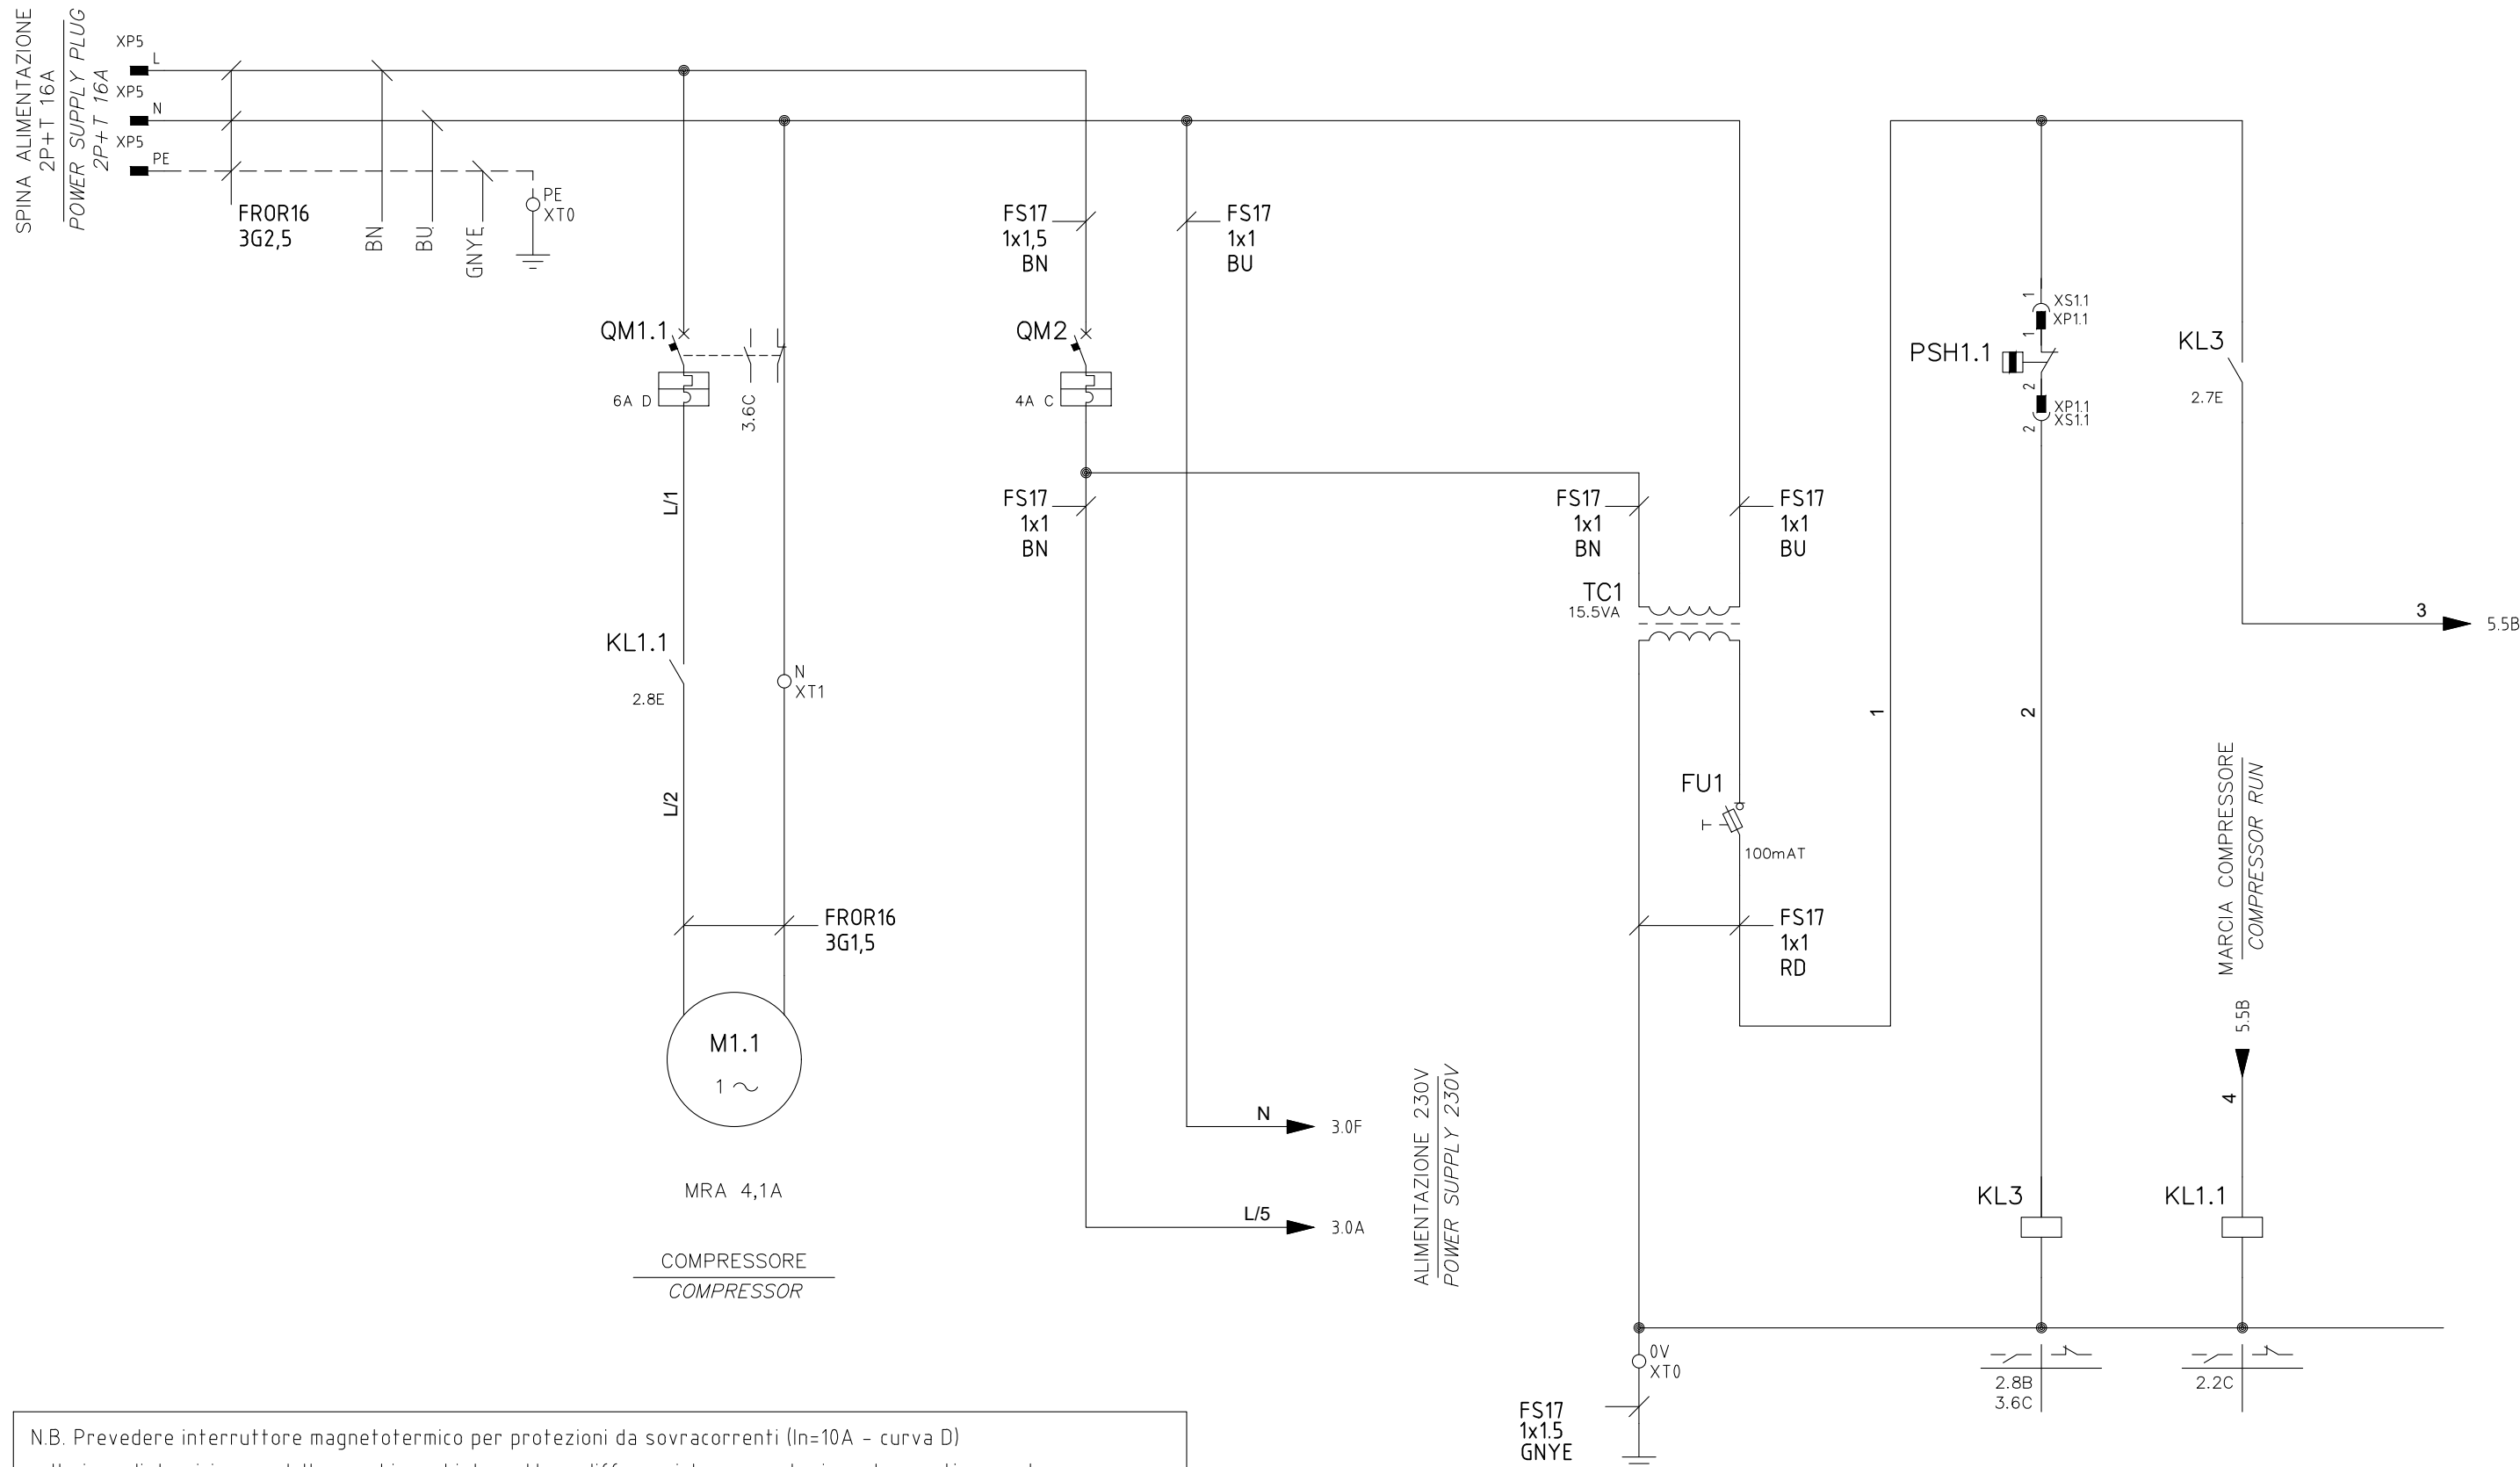 SPINA ALIMENTAZIONE
2P+T 16A
POWER SUPPLY PLUG
2P+T 16A
XP5
L
XP5
N
XP5
PE
FROR16
3G2,5
BN
BU
GNYE
PE
XT0
QM1.1
6A D
3.6C
L/1
KL1.1
2.8E
N
XT1
L/2
FROR16
3G1,5
M1.1
1
MRA 4,1A
COMPRESSORE
COMPRESSOR
FS17
1x1,5
BN
FS17
1x1
BU
QM2
4A C
FS17
1x1
BN
N
3.0F
L/5
3.0A
ALIMENTAZIONE 230V
POWER SUPPLY 230V
FS17
1x1
BN
FS17
1x1
BU
TC1
15.5VA
FU1
100mAT
FS17
1x1
RD
1
0V
XT0
FS17
1x1.5
GNYE
PSH1.1
1
XS1.1
XP1.1
1
2
XP1.1
XS1.1
2
2
KL3
2.7E
3
5.5B
MARCIA COMPRESSORE
COMPRESSOR RUN
5.5B
4
KL3
KL1.1
2.8B
3.6C
2.2C
N.B. Prevedere interruttore magnetotermico per protezioni da sovracorrenti (In=10A - curva D)